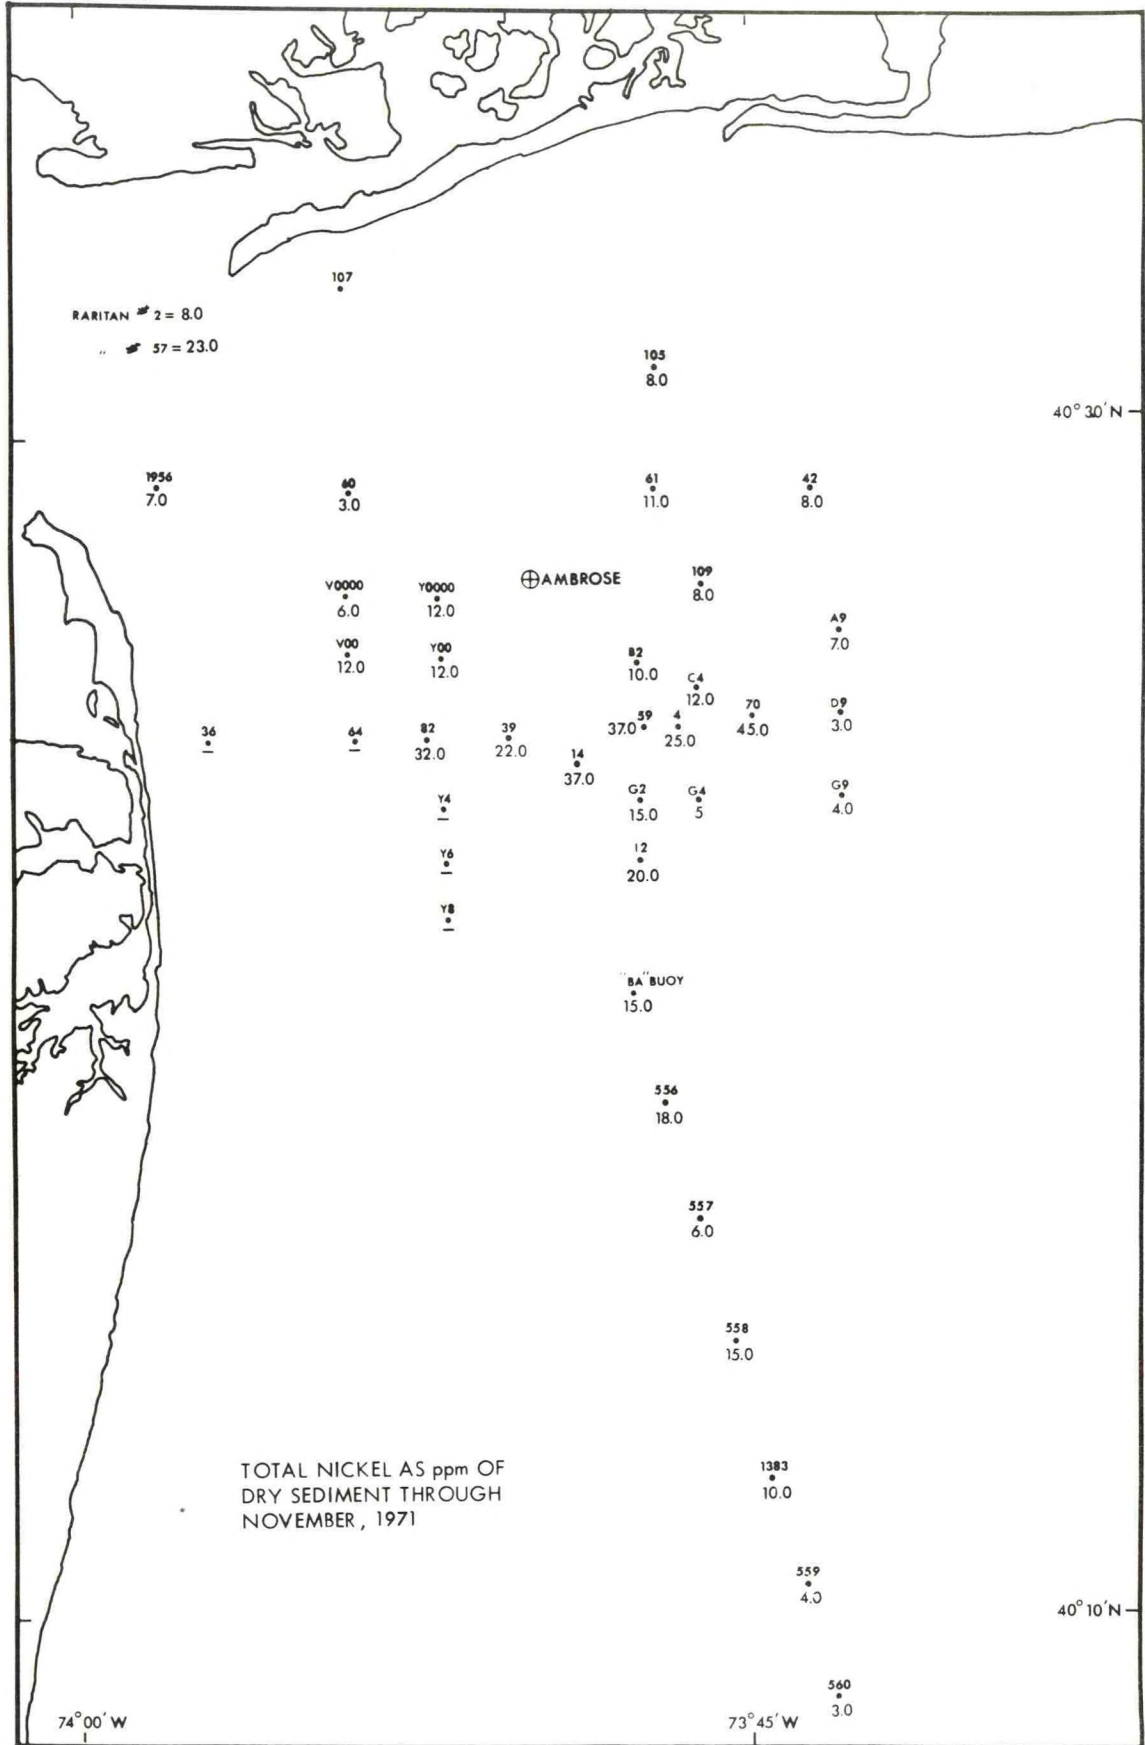 107
RARITAN # 2 = 8.0
" # 57 = 23.0
105
8.0
40° 30' N
1956
7.0
60
3.0
61
11.0
42
8.0
V0000
6.0
Y0000
12.0
AMBROSE
109
8.0
A9
7.0
V00
12.0
Y00
12.0
B2
10.0
C4
12.0
36
—
64
—
82
32.0
39
22.0
14
37.0
59
37.0
4
25.0
70
45.0
D9
3.0
Y4
—
G2
15.0
G4
5
G9
4.0
Y6
—
12
20.0
Y8
—
"BA" BUOY
15.0
556
18.0
557
6.0
558
15.0
TOTAL NICKEL AS ppm OF
DRY SEDIMENT THROUGH
NOVEMBER, 1971
1383
10.0
559
4.0
40° 10' N
560
3.0
74° 00' W
73° 45' W